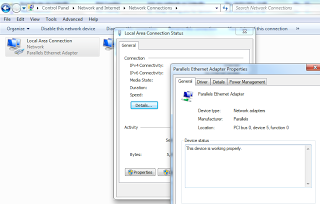 Control Panel ▸ Network and Internet ▸ Network Connections ▸
Search Network Connections
File Edit View Tools Advanced Help
Organize Disable this network device Diagnose this connection
Local Area Connection
Network
Parallels Ethernet Adapter
Local Area Connection Status
General
Connection
IPv4 Connectivity:
IPv6 Connectivity:
Media State:
Duration:
Speed:
Details...
Activity
Bytes:
Properties
Parallels Ethernet Adapter Properties
General Driver Details Power Management
Parallels Ethernet Adapter
Device type: Network adapters
Manufacturer: Parallels
Location: PCI bus 0, device 5, function 0
Device status
This device is working properly.